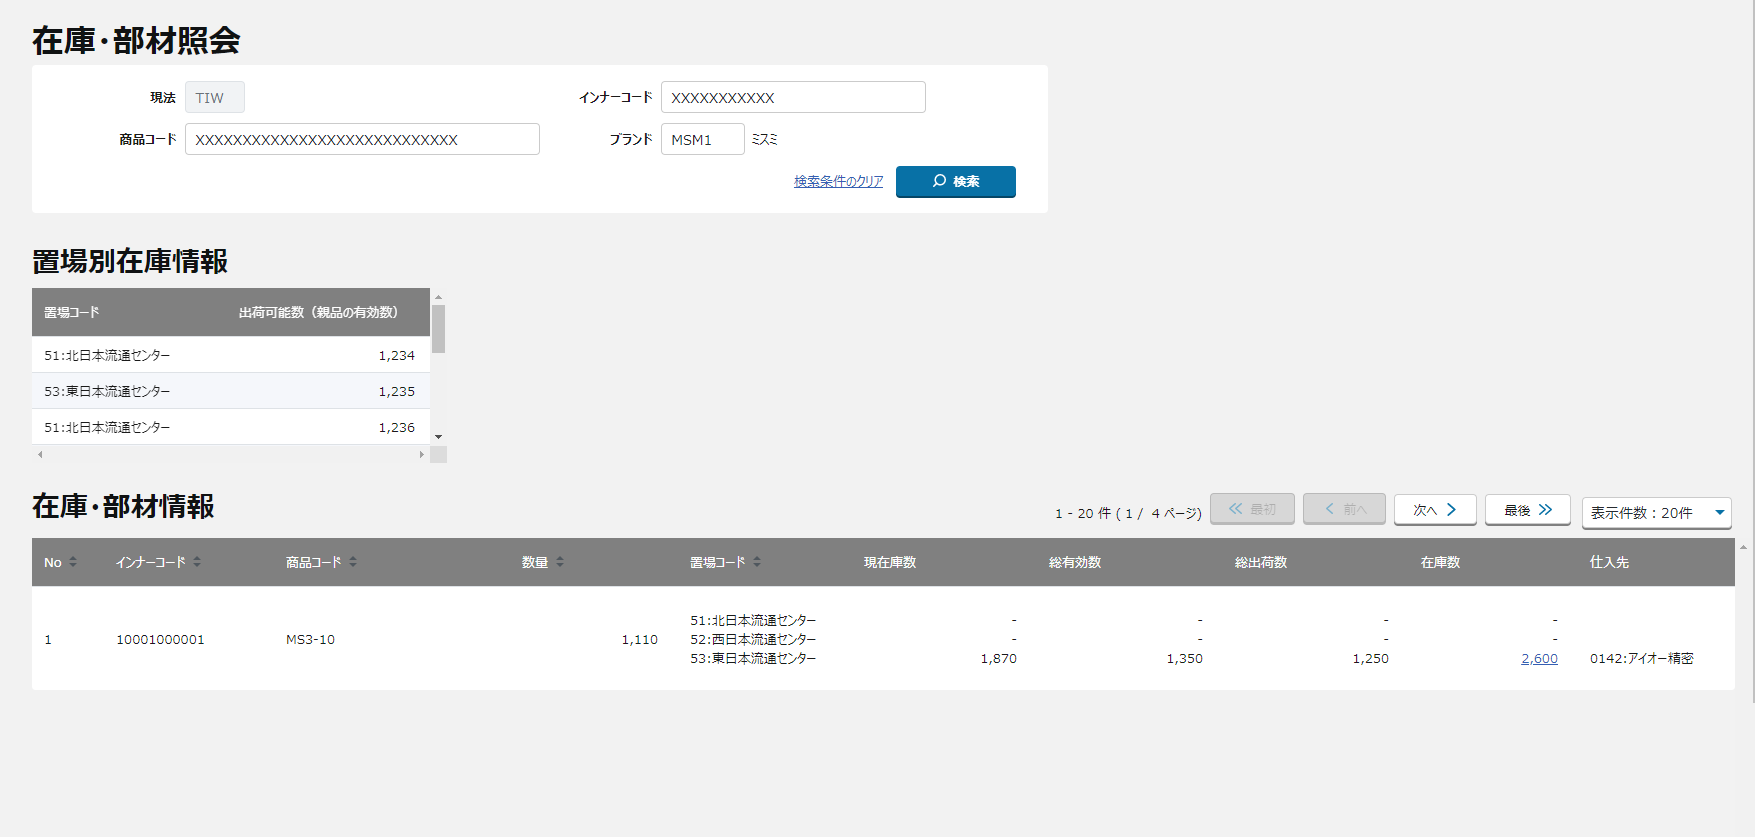 在庫・部材照会
現法 TIW インナーコード XXXXXXXXXXX
商品コード XXXXXXXXXXXXXXXXXXXXXXXXXXXX ブランド MSM1 ミスミ
検索条件のクリア 検索
置場別在庫情報
置場コード 出荷可能数（親品の有効数）
51:北日本流通センター 1,234
53:東日本流通センター 1,235
51:北日本流通センター 1,236
在庫・部材情報
1 - 20 件 ( 1 / 4 ページ) 最初 前へ 次へ 最後 表示件数：20件
No インナーコード 商品コード 数量 置場コード 現在庫数 総有効数 総出荷数 在庫数 仕入先
51:北日本流通センター - - - -
1 10001000001 MS3-10 1,110 52:西日本流通センター - - - -
53:東日本流通センター 1,870 1,350 1,250 2,600 0142:アイオー精密